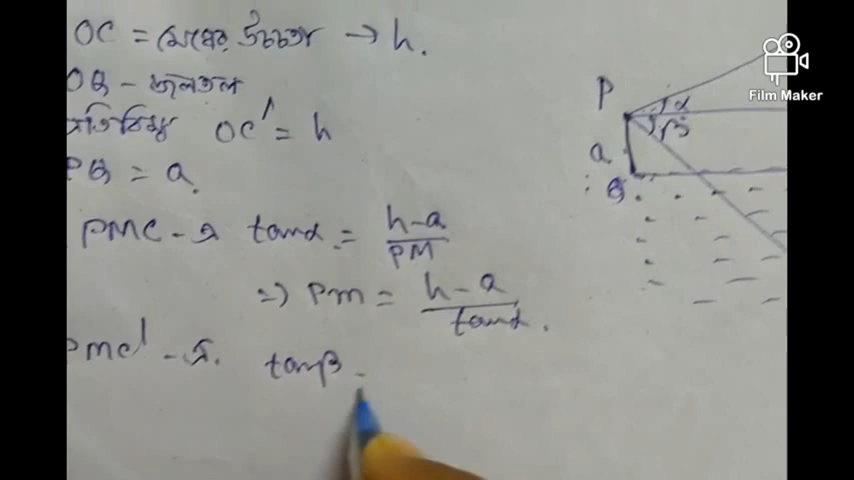 OC = মেঘের উচ্চতা → h.
OQ - জলতল
প্রতিবিম্ব OC' = h
PQ = a.
PMC - এ tanα = h-a / PM
=> PM = h-a / tanα.
PMC' - এ. tanβ -
P
α
β
a
Q
Film Maker